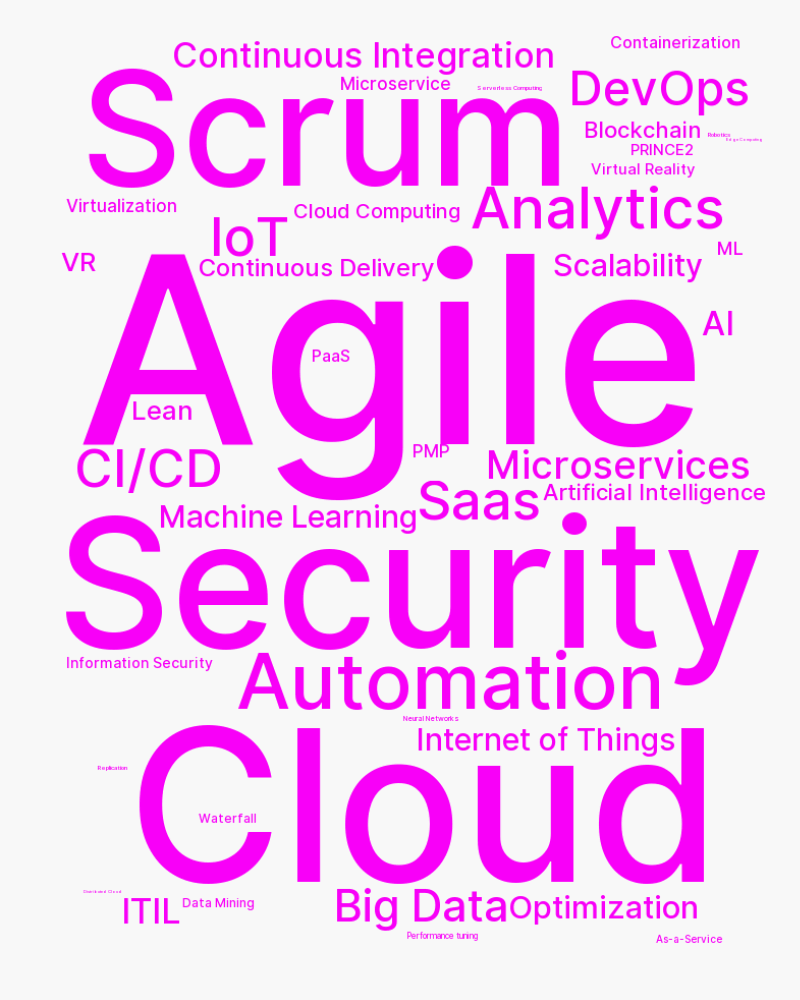 Containerization
Continuous Integration
Microservice
Serverless Computing
DevOps
Scrum
Blockchain
Robotics
Edge Computing
PRINCE2
Virtual Reality
Virtualization
Cloud Computing
Analytics
IoT
ML
VR
Continuous Delivery
Scalability
AI
Agile
PaaS
Lean
PMP
CI/CD
Microservices
Artificial Intelligence
Saas
Machine Learning
Security
Information Security
Automation
Neural Networks
Internet of Things
Replication
Cloud
Waterfall
ITIL
Data Mining
Big Data
Optimization
Performance tuning
As-a-Service